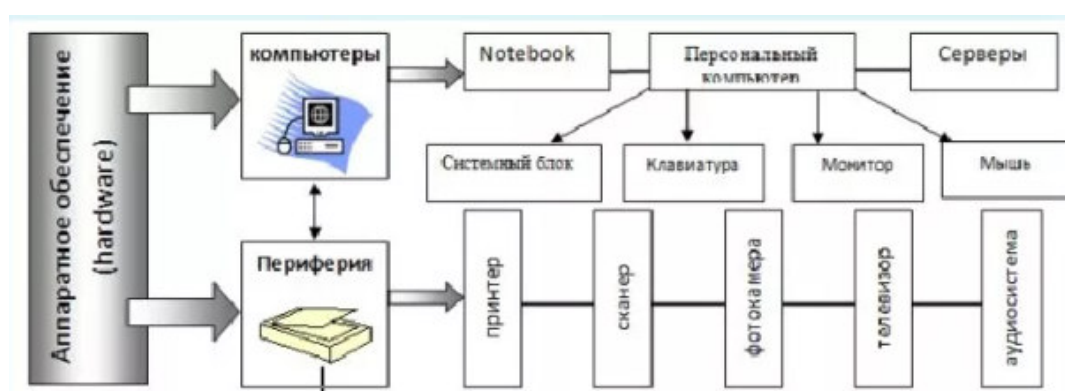 Аппаратное обеспечение
(hardware)
компьютеры
Notebook
Персональный
компьютер
Серверы
Системный блок
Клавиатура
Монитор
Мышь
Периферия
принтер
сканер
фотокамера
телевизор
аудиосистема